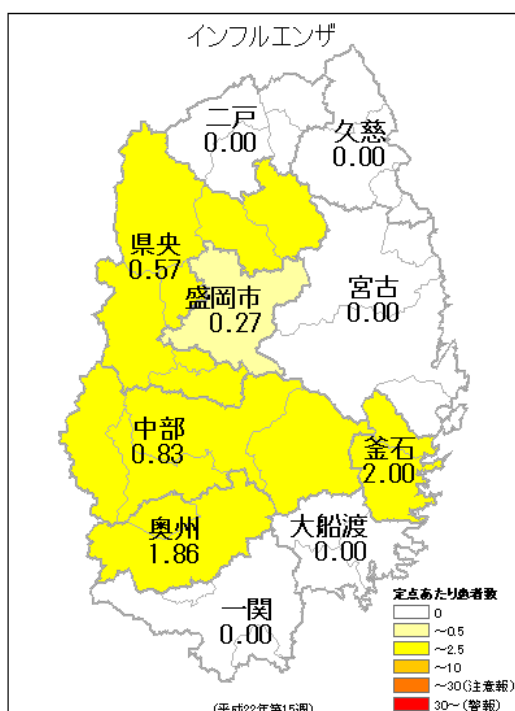 インフルエンザ
二戸
0.00
久慈
0.00
県央
0.57
盛岡市
0.27
宮古
0.00
中部
0.83
釜石
2.00
奥州
1.86
大船渡
0.00
一関
0.00
定点あたり患者数
0
～0.5
～2.5
～10
～30(注意報)
30～(警報)
(平成22年第15週)